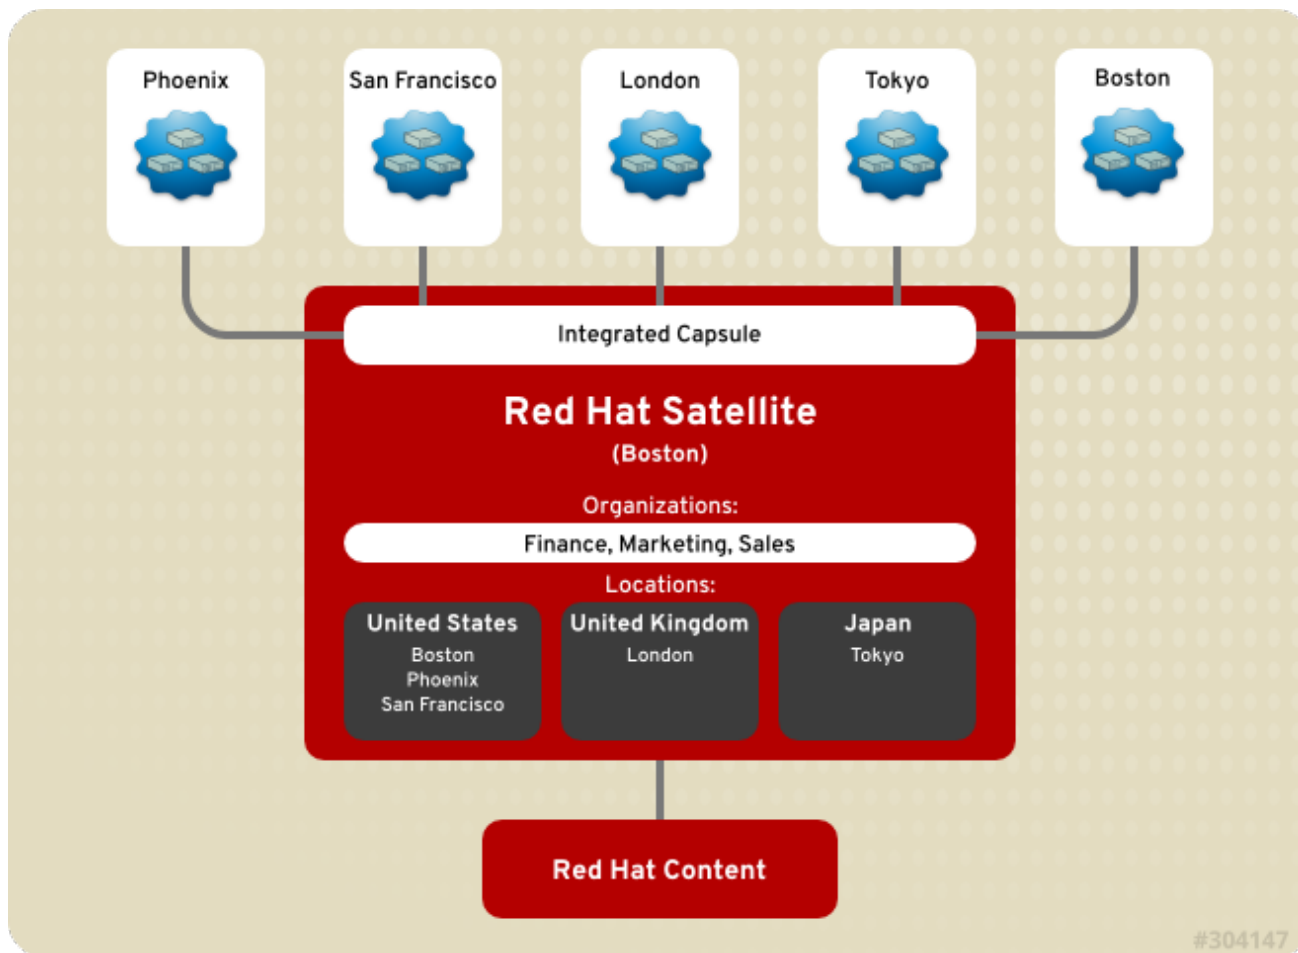 Phoenix
San Francisco
London
Tokyo
Boston
Integrated Capsule
Red Hat Satellite
(Boston)
Organizations:
Finance, Marketing, Sales
Locations:
United States
Boston
Phoenix
San Francisco
United Kingdom
London
Japan
Tokyo
Red Hat Content
#304147